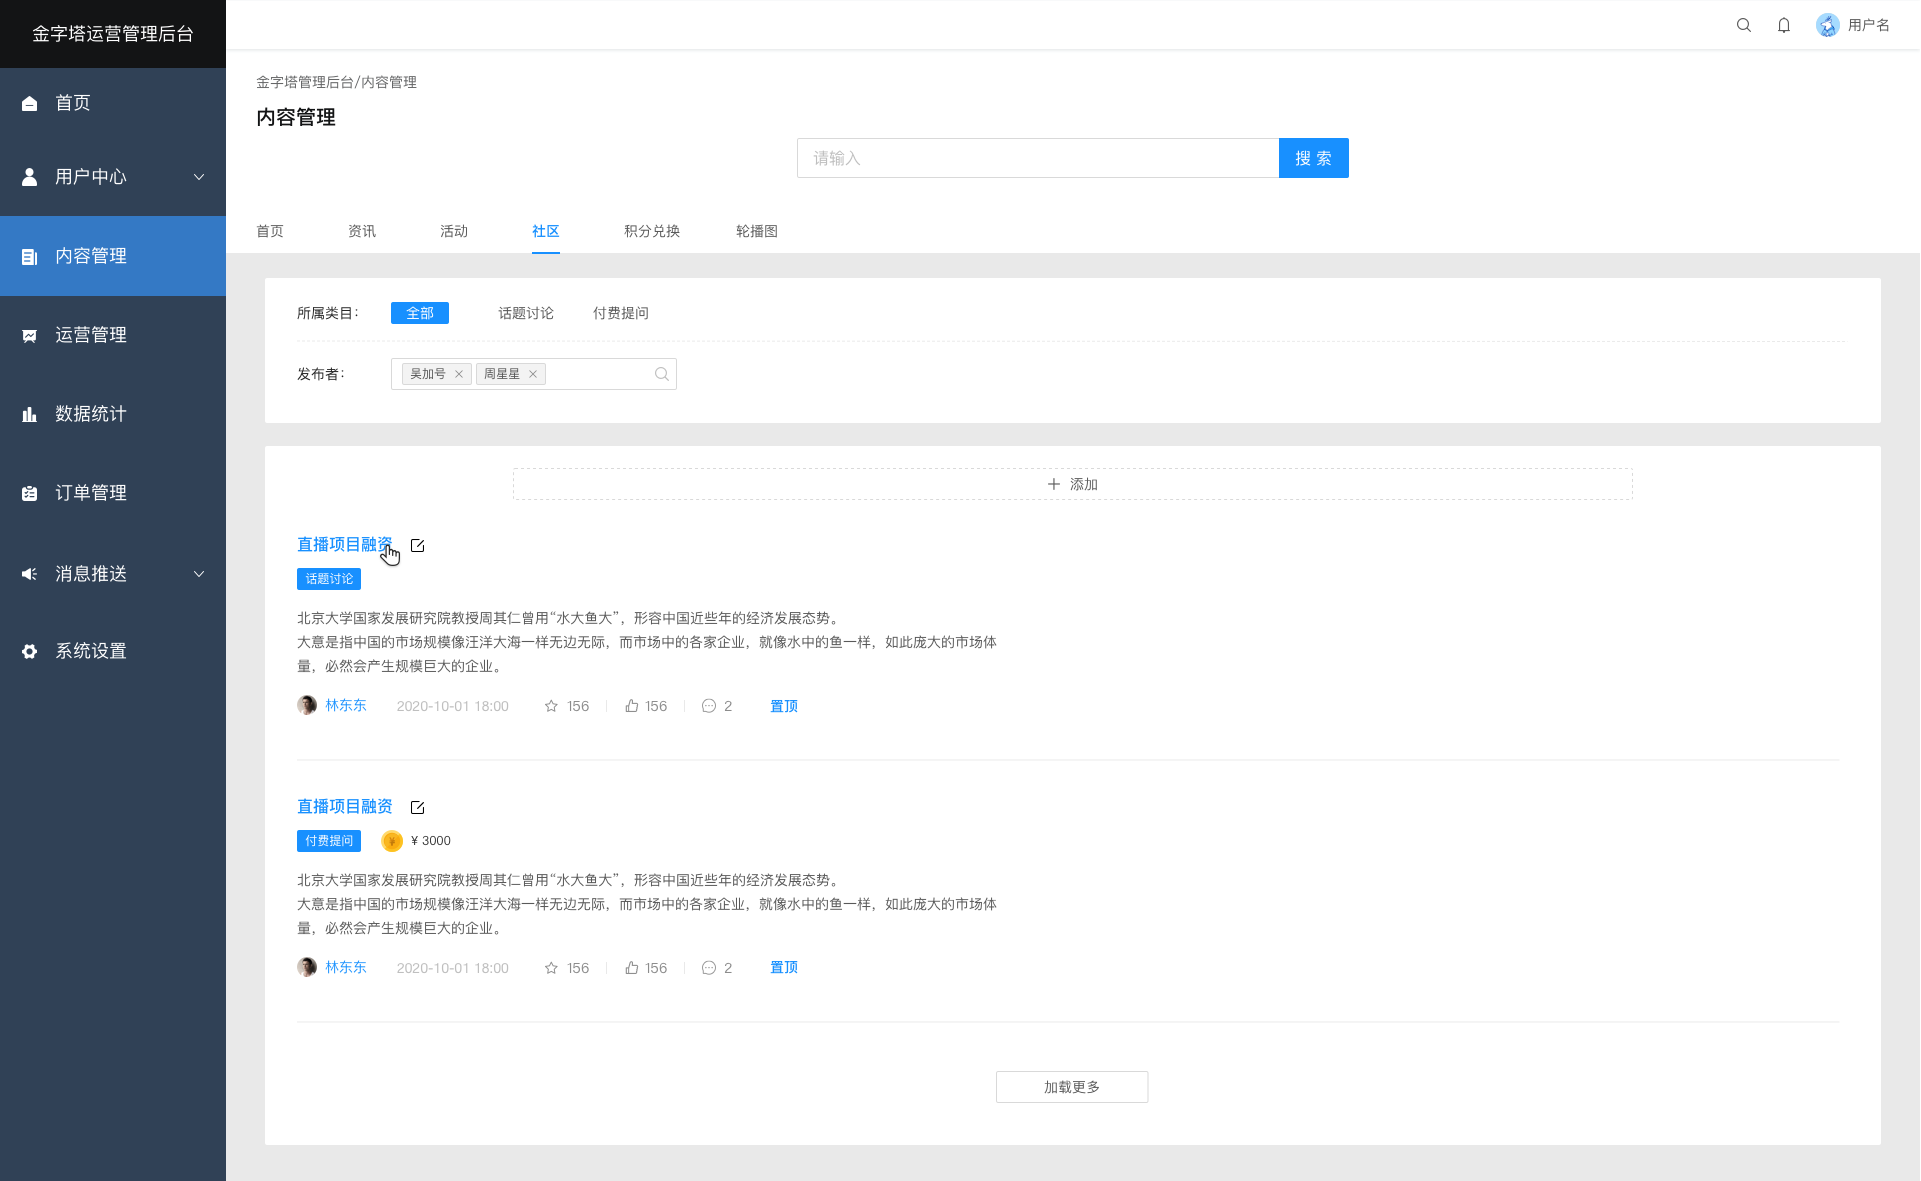 金字塔运营管理后台
用户名
首页
用户中心
内容管理
运营管理
数据统计
订单管理
消息推送
系统设置
金字塔管理后台/内容管理
内容管理
请输入
搜 索
首页 资讯 活动 社区 积分兑换 轮播图
所属类目： 全部 话题讨论 付费提问
发布者： 吴加号 周星星
添加
直播项目融资
话题讨论
北京大学国家发展研究院教授周其仁曾用“水大鱼大”，形容中国近些年的经济发展态势。
大意是指中国的市场规模像汪洋大海一样无边无际，而市场中的各家企业，就像水中的鱼一样，如此庞大的市场体
量，必然会产生规模巨大的企业。
林东东 2020-10-01 18:00 156 156 2 置顶
直播项目融资
付费提问 ¥ 3000
北京大学国家发展研究院教授周其仁曾用“水大鱼大”，形容中国近些年的经济发展态势。
大意是指中国的市场规模像汪洋大海一样无边无际，而市场中的各家企业，就像水中的鱼一样，如此庞大的市场体
量，必然会产生规模巨大的企业。
林东东 2020-10-01 18:00 156 156 2 置顶
加载更多